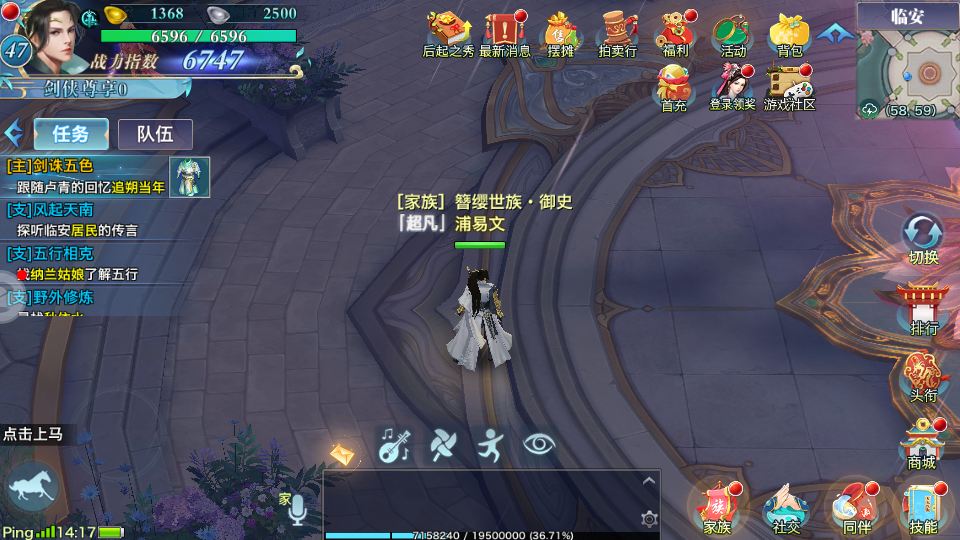 47
1368
2500
6596 / 6596
战力指数 6747
剑侠尊享0
后起之秀
最新消息
摆摊
拍卖行
福利
活动
背包
临安
(58, 59)
首充
登录领奖
游戏社区
任务
队伍
[主]剑诛五色
跟随卢青的回忆追朔当年
[支]风起天南
探听临安居民的传言
[支]五行相克
找纳兰姑娘了解五行
[支]野外修炼
[家族] 簪缨世族·御史
「超凡」浦易文
切换
排行
头衔
商城
点击上马
家
家族
社交
同伴
技能
Ping
14:17
7158240 / 19500000 (36.71%)